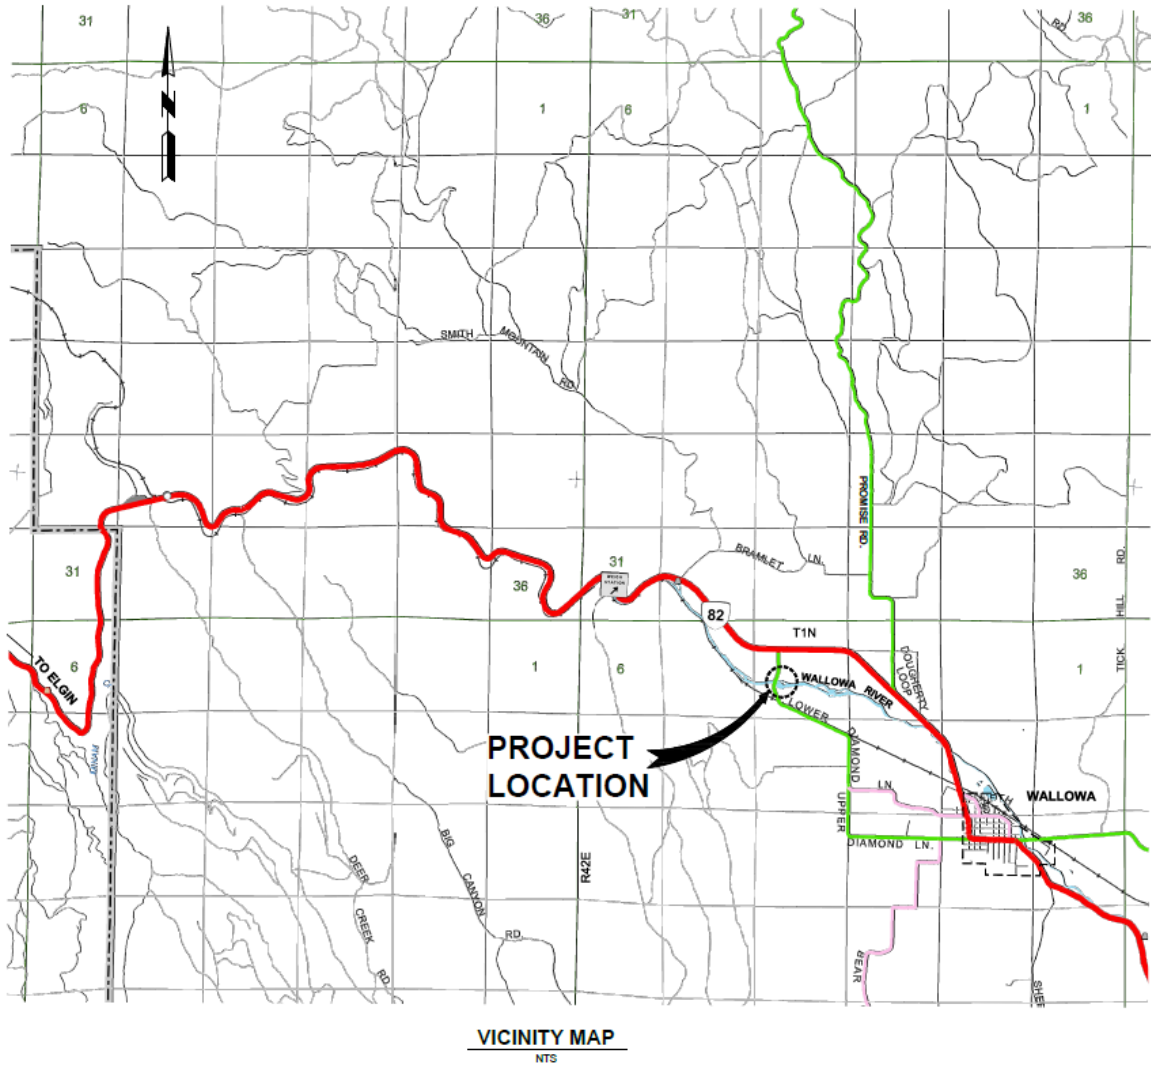 31
36
31
36
RD.
6
1
6
1
N
SMITH
MOUNTAIN
RD.
PROMISE RD.
BRAMLET
LN.
31
36
31
36
WEIGH
STATION
HILL
RD.
TICK
82
T1N
6
TO ELGIN
1
6
1
DOUGHERTY
LOOP
WALLOWA
RIVER
LOWER
DIAMOND
LN.
PROJECT
LOCATION
UPPER
DIAMOND LN.
WALLOWA
BIG
CANYON
RD.
DEER
CREEK
RD.
R42E
BEAR
VICINITY MAP
NTS